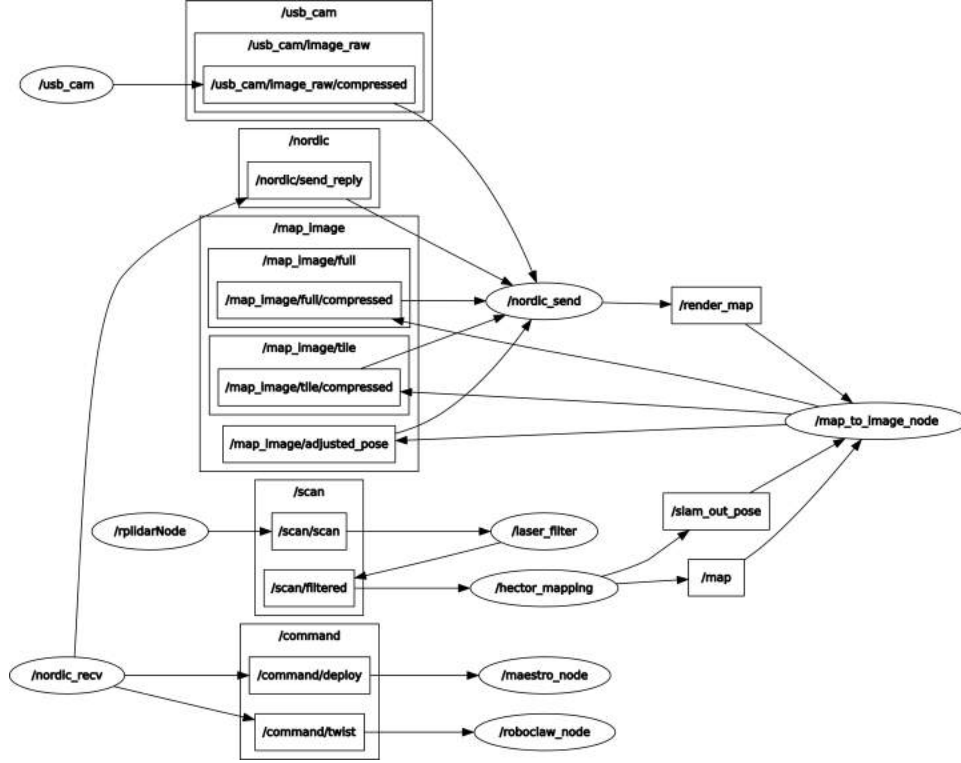 /usb_cam
/usb_cam/image_raw
/usb_cam
/usb_cam/image_raw/compressed
/nordic
/nordic/send_reply
/map_image
/map_image/full
/map_image/full/compressed
/nordic_send
/render_map
/map_image/tile
/map_image/tile/compressed
/map_to_image_node
/map_image/adjusted_pose
/scan
/slam_out_pose
/rplidarNode
/scan/scan
/laser_filter
/scan/filtered
/hector_mapping
/map
/command
/nordic_recv
/command/deploy
/maestro_node
/command/twist
/roboclaw_node